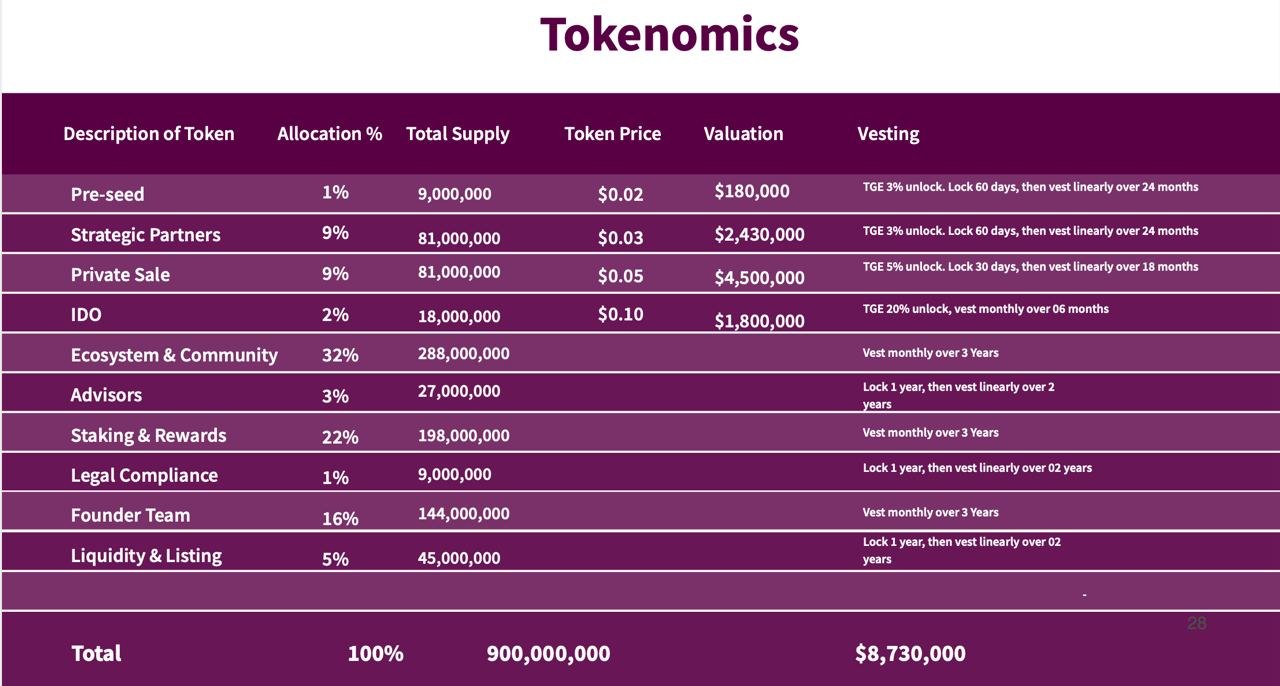 Tokenomics
Description of Token Allocation % Total Supply Token Price Valuation Vesting
Pre-seed 1% 9,000,000 $0.02 $180,000 TGE 3% unlock. Lock 60 days, then vest linearly over 24 months
Strategic Partners 9% 81,000,000 $0.03 $2,430,000 TGE 3% unlock. Lock 60 days, then vest linearly over 24 months
Private Sale 9% 81,000,000 $0.05 $4,500,000 TGE 5% unlock. Lock 30 days, then vest linearly over 18 months
IDO 2% 18,000,000 $0.10 $1,800,000 TGE 20% unlock, vest monthly over 06 months
Ecosystem & Community 32% 288,000,000 Vest monthly over 3 Years
Advisors 3% 27,000,000 Lock 1 year, then vest linearly over 2
years
Staking & Rewards 22% 198,000,000 Vest monthly over 3 Years
Legal Compliance 1% 9,000,000 Lock 1 year, then vest linearly over 02 years
Founder Team 16% 144,000,000 Vest monthly over 3 Years
Liquidity & Listing 5% 45,000,000 Lock 1 year, then vest linearly over 02
years
-
28
Total 100% 900,000,000 $8,730,000